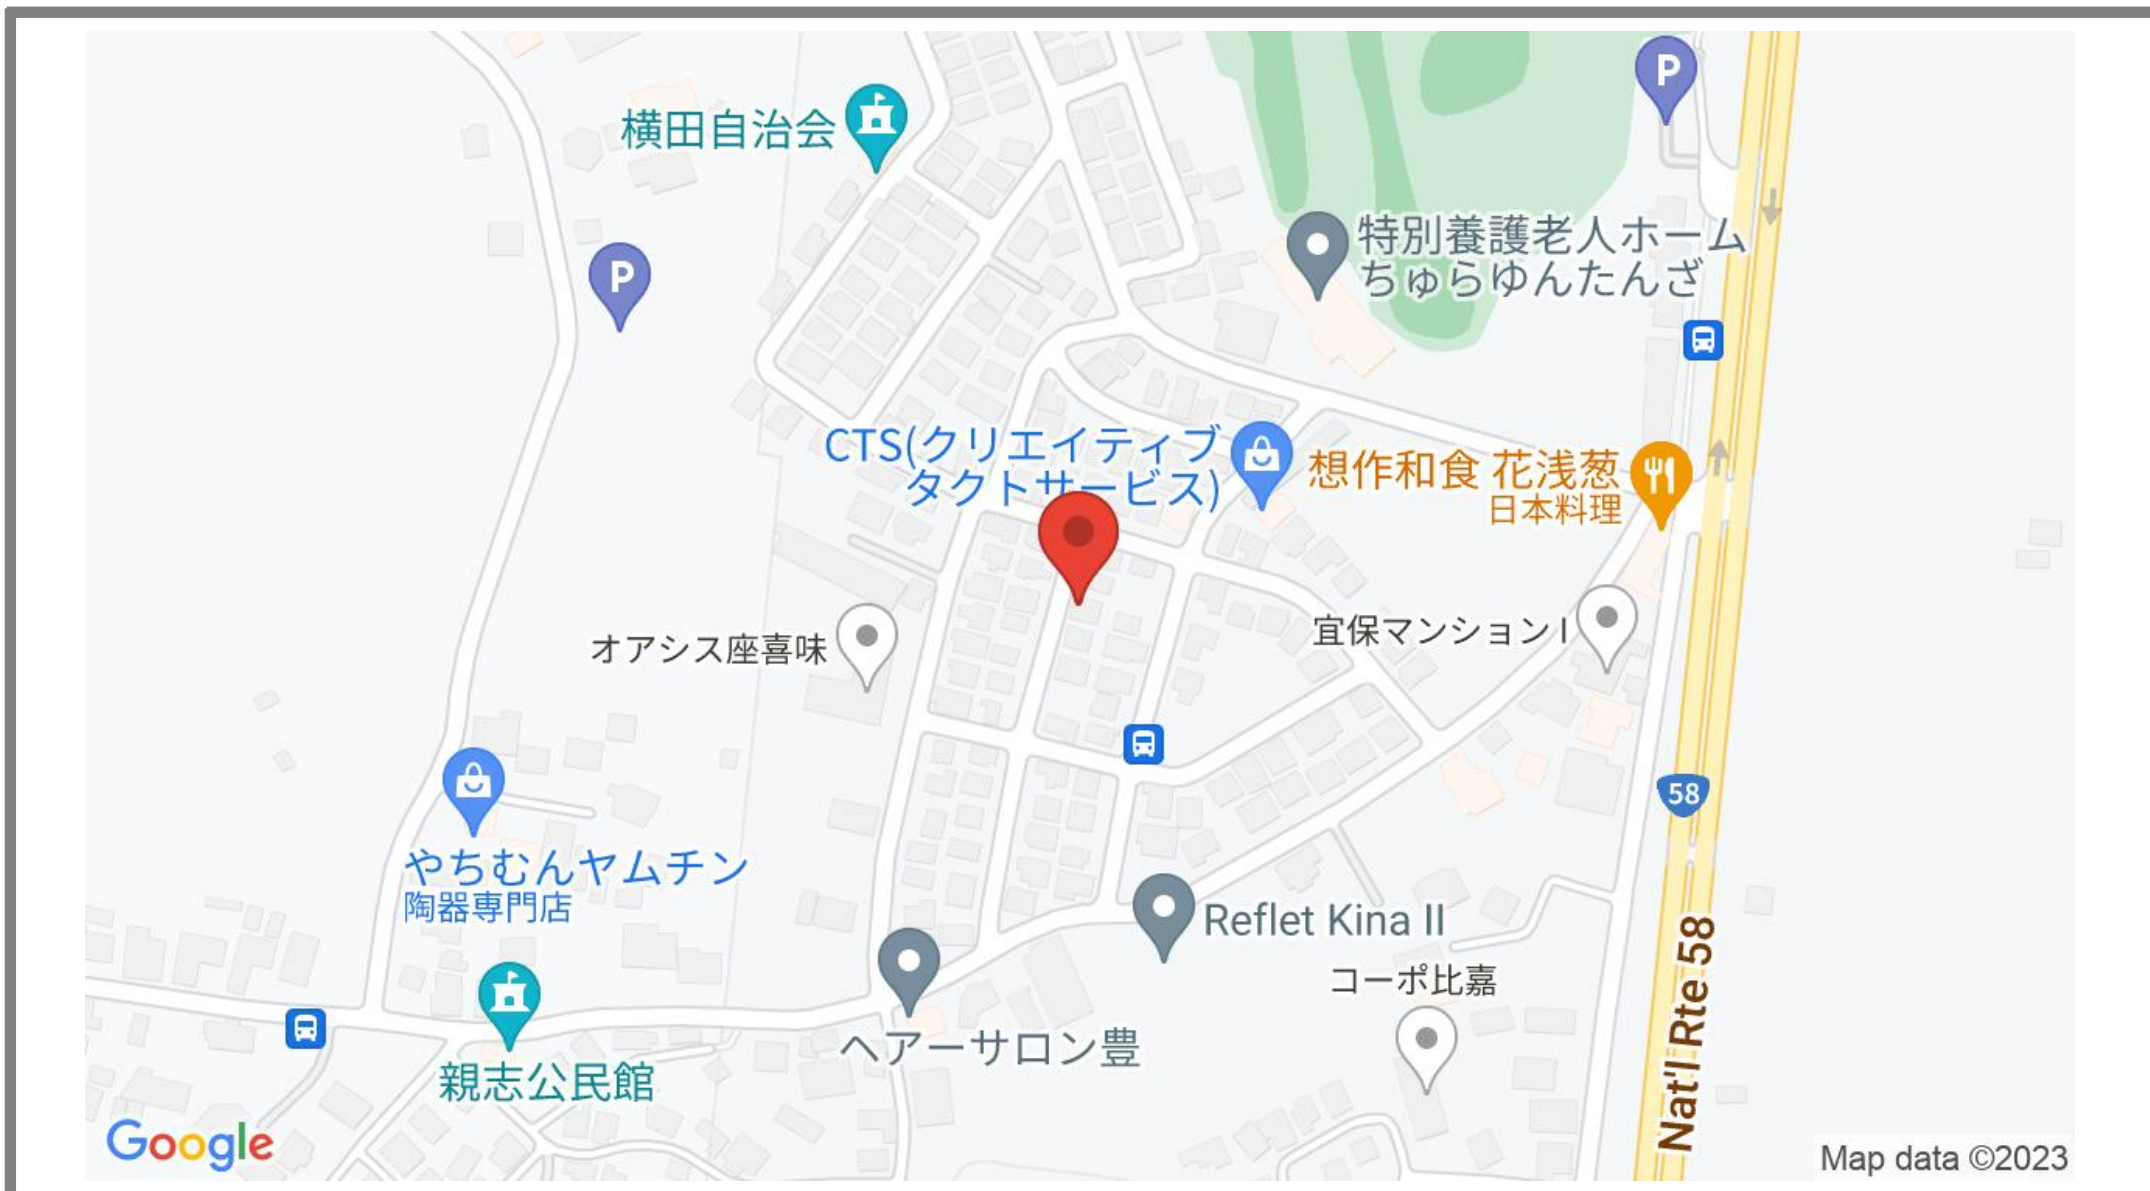 P
横田自治会
特別養護老人ホーム
ちゅらゆんたんざ
P
CTS(クリエイティブ
タクトサービス)
想作和食 花浅葱
日本料理
オアシス座喜味
宜保マンションI
58
やちむんヤムチン
陶器専門店
Reflet Kina II
コーポ比嘉
Nat'l Rte 58
ヘアーサロン豊
親志公民館
Google
Map data ©2023